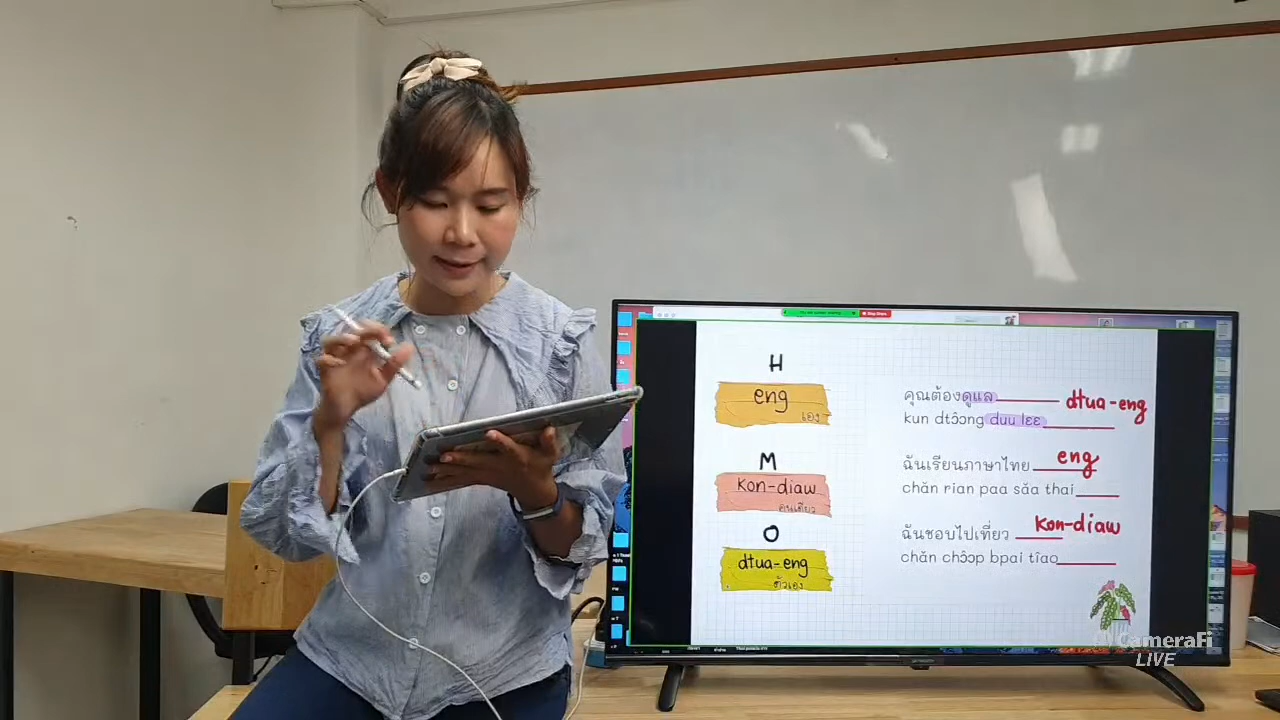 H
eng
เอง
M
kon-diaw
คนเดียว
O
dtua-eng
ตัวเอง
คุณต้องดูแล dtua-eng
kun dtɔ̂ɔng duu lɛɛ
ฉันเรียนภาษาไทย eng
chăn rian paa săa thai
ฉันชอบไปเที่ยว kon-diaw
chăn chɔ̂ɔp bpai tîao
CameraFi
LIVE